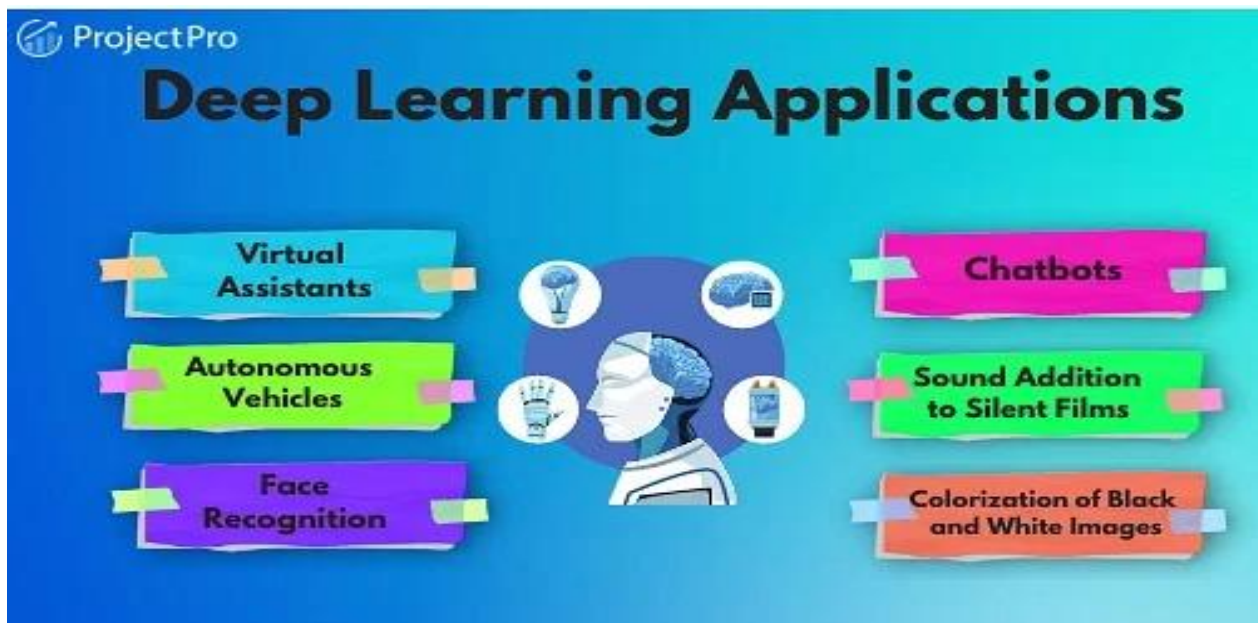 ProjectPro
Deep Learning Applications
Virtual
Assistants
Autonomous
Vehicles
Face
Recognition
Chatbots
Sound Addition
to Silent Films
Colorization of Black
and White Images